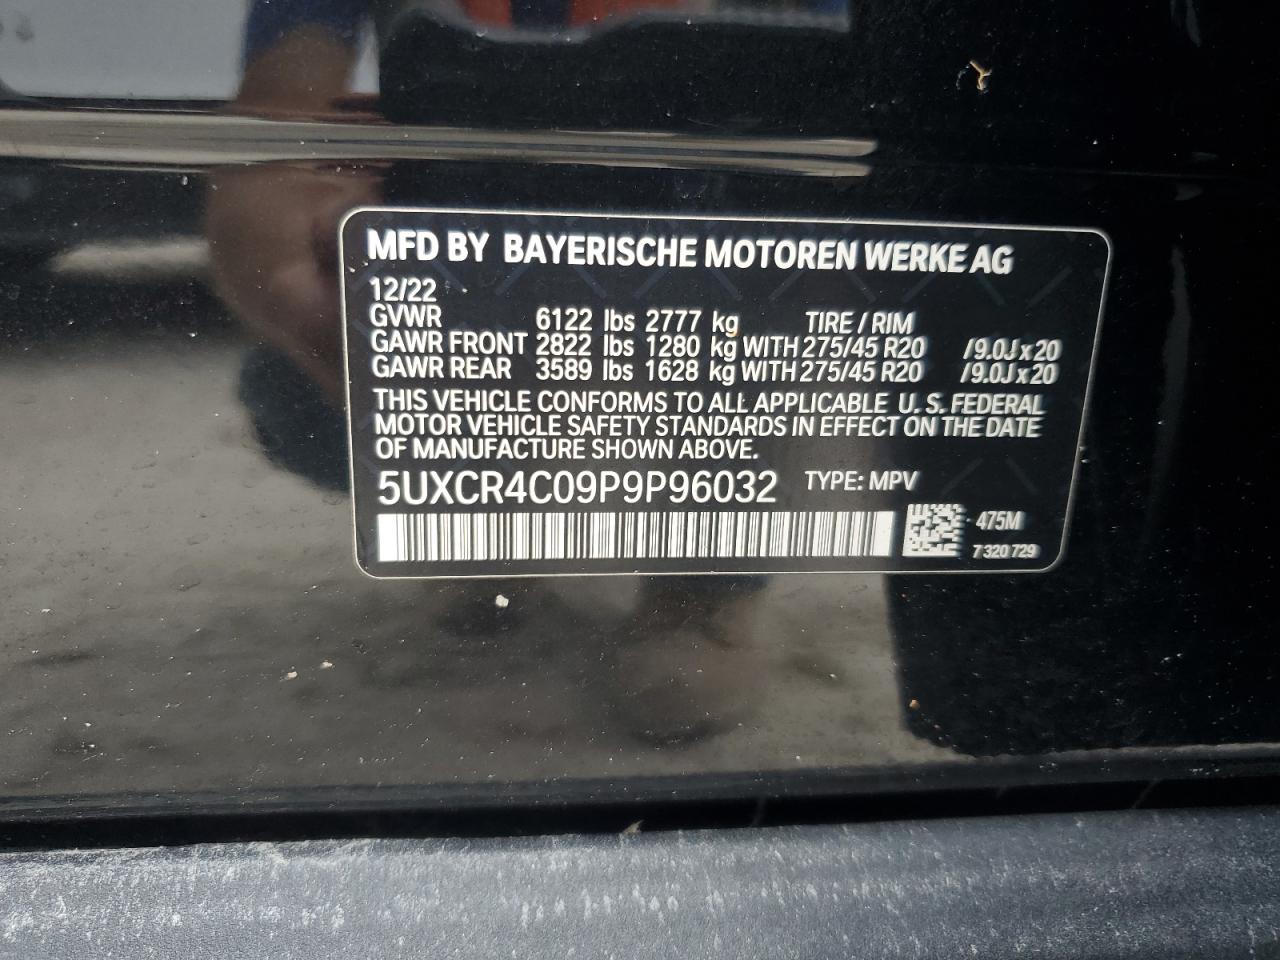 MFD BY BAYERISCHE MOTOREN WERKE AG
12/22
GVWR 6122 lbs 2777 kg TIRE / RIM
GAWR FRONT 2822 lbs 1280 kg WITH 275/45 R20 /9.0J x 20
GAWR REAR 3589 lbs 1628 kg WITH 275/45 R20 /9.0J x 20
THIS VEHICLE CONFORMS TO ALL APPLICABLE U.S. FEDERAL
MOTOR VEHICLE SAFETY STANDARDS IN EFFECT ON THE DATE
OF MANUFACTURE SHOWN ABOVE.
5UXCR4C09P9P96032 TYPE: MPV
475M
7 320 729